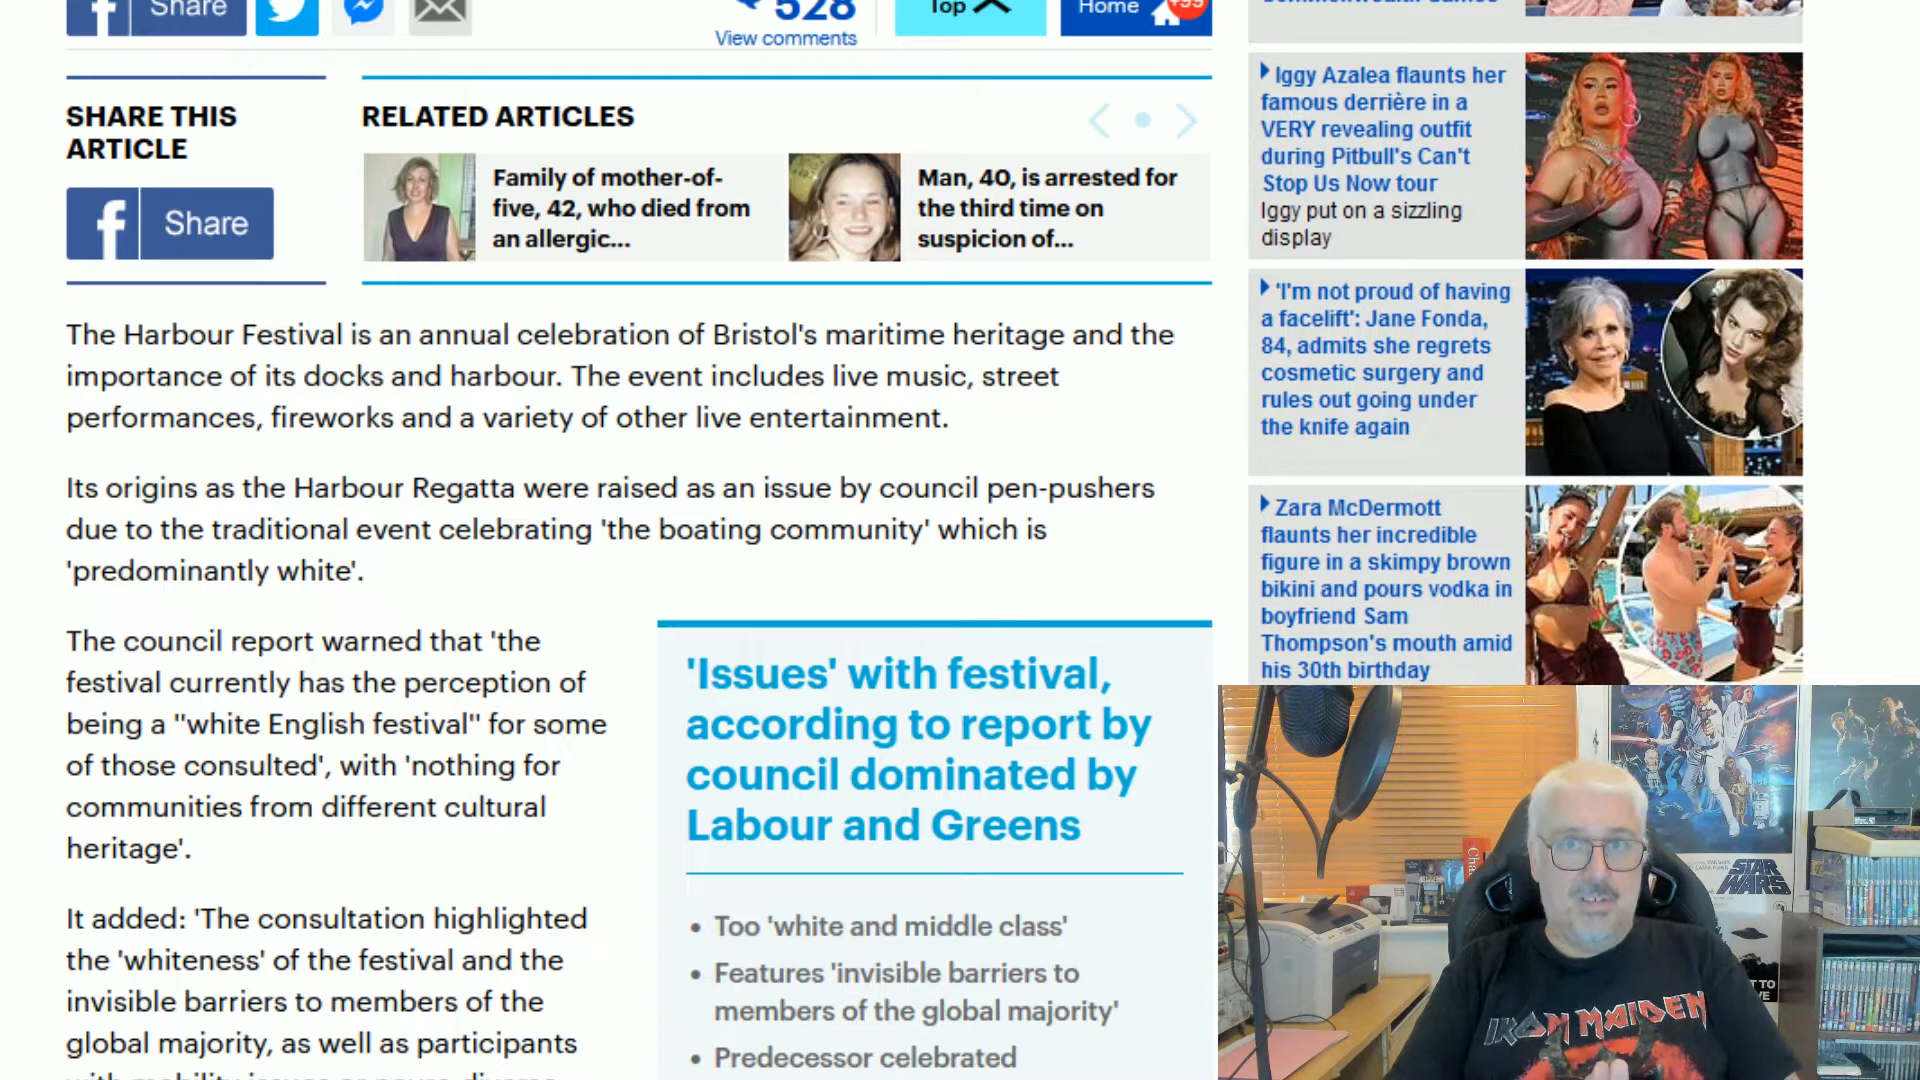 Share
528
View comments
Top
Home
+99
SHARE THIS
ARTICLE
Share
RELATED ARTICLES
Family of mother-of-
five, 42, who died from
an allergic...
Man, 40, is arrested for
the third time on
suspicion of...
The Harbour Festival is an annual celebration of Bristol's maritime heritage and the
importance of its docks and harbour. The event includes live music, street
performances, fireworks and a variety of other live entertainment.
Its origins as the Harbour Regatta were raised as an issue by council pen-pushers
due to the traditional event celebrating 'the boating community' which is
'predominantly white'.
The council report warned that 'the
festival currently has the perception of
being a "white English festival" for some
of those consulted', with 'nothing for
communities from different cultural
heritage'.
It added: 'The consultation highlighted
the 'whiteness' of the festival and the
invisible barriers to members of the
global majority, as well as participants
'Issues' with festival,
according to report by
council dominated by
Labour and Greens
• Too 'white and middle class'
• Features 'invisible barriers to
members of the global majority'
• Predecessor celebrated
Iggy Azalea flaunts her
famous derrière in a
VERY revealing outfit
during Pitbull's Can't
Stop Us Now tour
Iggy put on a sizzling
display
'I'm not proud of having
a facelift': Jane Fonda,
84, admits she regrets
cosmetic surgery and
rules out going under
the knife again
Zara McDermott
flaunts her incredible
figure in a skimpy brown
bikini and pours vodka in
boyfriend Sam
Thompson's mouth amid
his 30th birthday
STAR
WARS
IRON MAIDEN